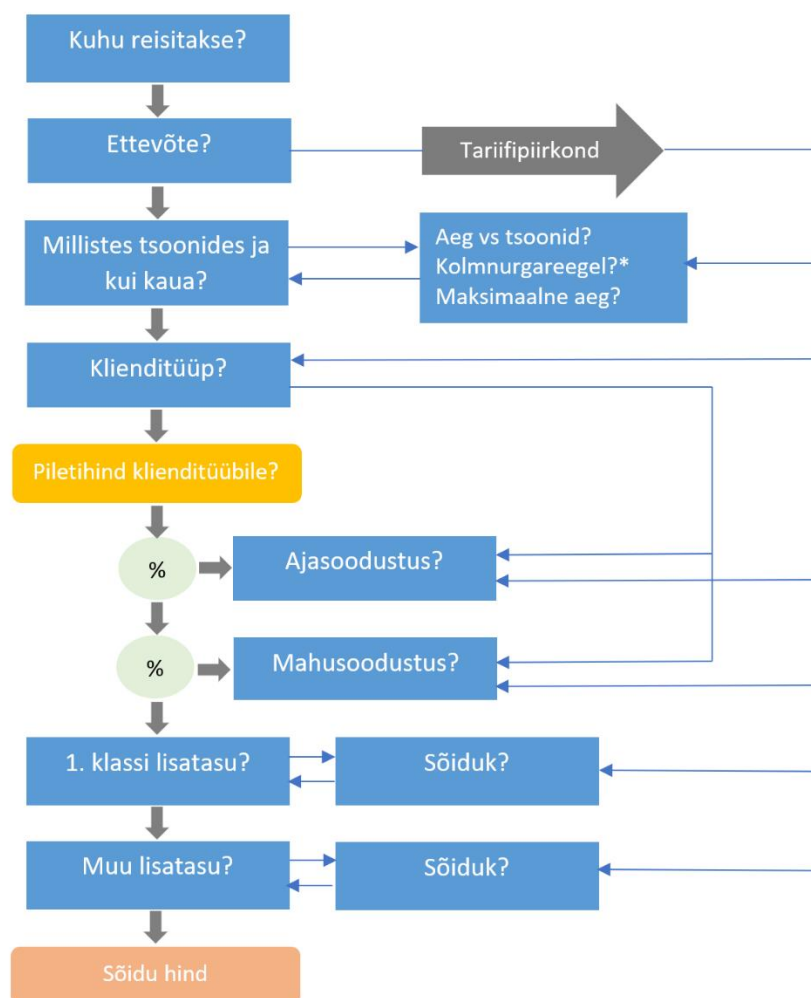 Kuhu reisitakse?
Ettevõte?
Tariifipiirkond
Millistes tsoonides ja
kui kaua?
Aeg vs tsoonid?
Kolmnurgareegel?*
Maksimaalne aeg?
Klienditüüp?
Piletihind klienditüübile?
%
Ajasoodustus?
%
Mahusoodustus?
1. klassi lisatasu?
Sõiduk?
Muu lisatasu?
Sõiduk?
Sõidu hind